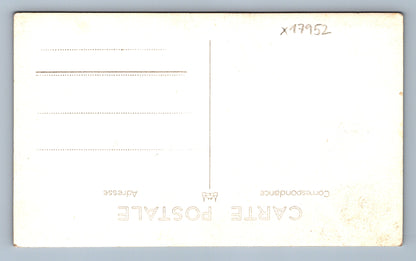 x17952
CARTE POSTALE
Correspondance
Adresse